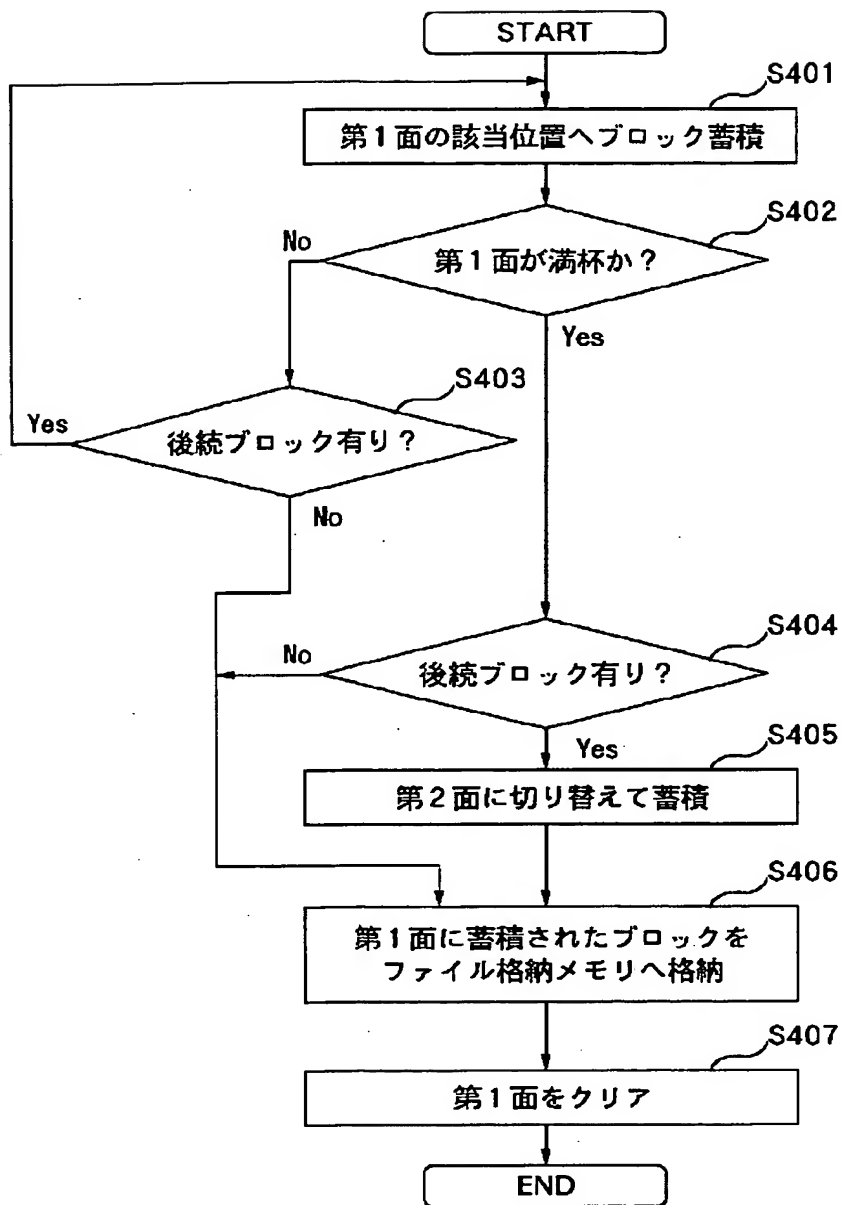 START
S401
第1面の該当位置へブロック蓄積
S402
No
第1面が満杯か?
Yes
S403
Yes
後続ブロック有り?
No
S404
No
後続ブロック有り?
Yes
S405
第2面に切り替えて蓄積
S406
第1面に蓄積されたブロックを
ファイル格納メモリへ格納
S407
第1面をクリア
END